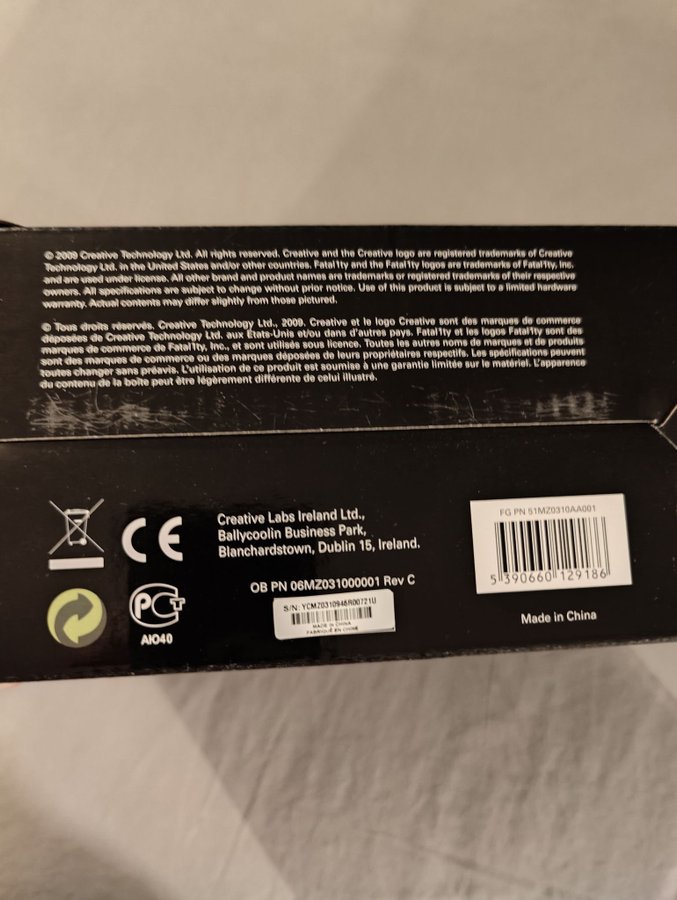 © 2009 Creative Technology Ltd. All rights reserved. Creative and the Creative logo are registered trademarks of Creative
Technology Ltd. in the United States and/or other countries. Fatal1ty and the Fatal1ty logos are trademarks of Fatal1ty, Inc.
and are used under license. All other brand and product names are trademarks or registered trademarks of their respective
owners. All specifications are subject to change without prior notice. Use of this product is subject to a limited hardware
warranty. Actual contents may differ slightly from those pictured.
© Tous droits réservés. Creative Technology Ltd., 2009. Creative et le logo Creative sont des marques de commerce
déposées de Creative Technology Ltd. aux États-Unis et/ou dans d'autres pays. Fatal1ty et les logos Fatal1ty sont des
marques de commerce de Fatal1ty, Inc., et sont utilisés sous licence. Toutes les autres noms de marques et de produits
sont des marques de commerce ou des marques déposées de leurs propriétaires respectifs. Les spécifications peuvent
toutes changer sans préavis. L'utilisation de ce produit est soumise à une garantie limitée sur le matériel. L'apparence
du contenu de la boîte peut être légèrement différente de celui illustré.
CE
Creative Labs Ireland Ltd.,
Ballycoolin Business Park,
Blanchardstown, Dublin 15, Ireland.
FG PN 51MZ0310AA001
5 390660 129186
OB PN 06MZ031000001 Rev C
PCT
АЮ40
S/N: YCMZ0310945R00721U
MADE IN CHINA
FABRIQUÉ EN CHINE
Made in China